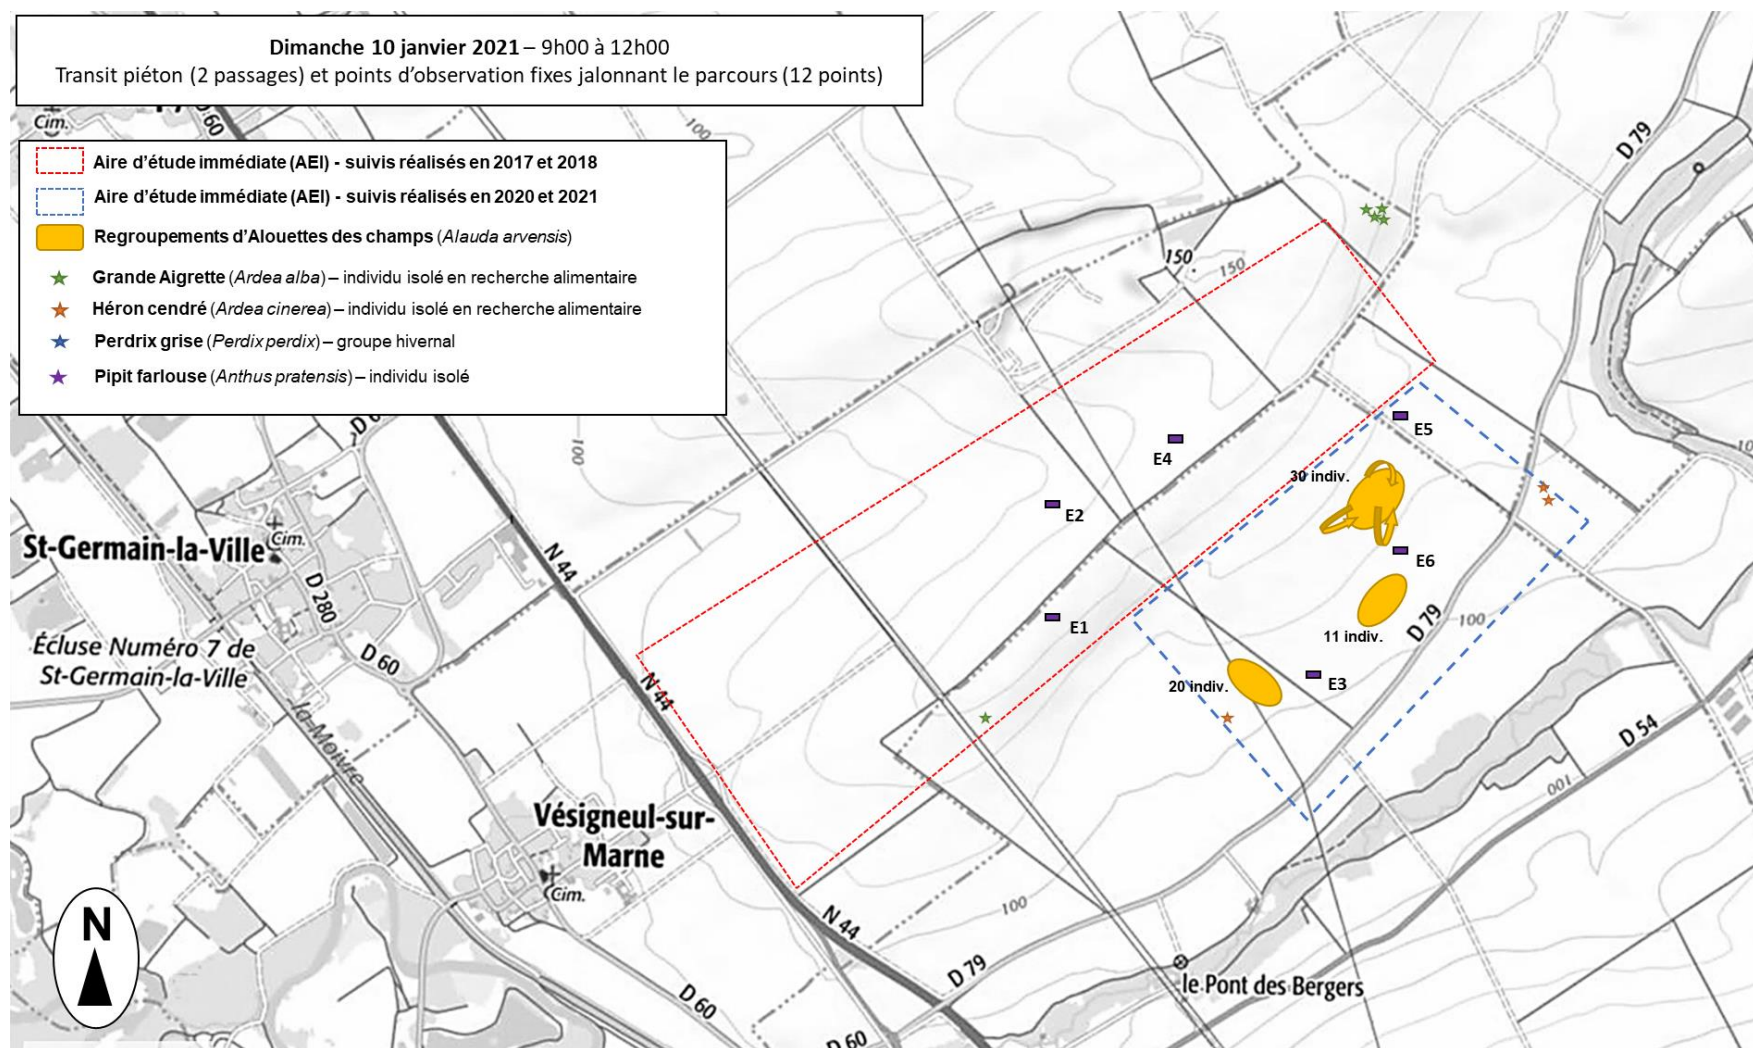 Dimanche 10 janvier 2021 – 9h00 à 12h00
Transit piéton (2 passages) et points d'observation fixes jalonnant le parcours (12 points)
Cim.
60
Aire d'étude immédiate (AEI) - suivis réalisés en 2017 et 2018
Aire d'étude immédiate (AEI) - suivis réalisés en 2020 et 2021
Regroupements d'Alouettes des champs (Alauda arvensis)
Grande Aigrette (Ardea alba) – individu isolé en recherche alimentaire
Héron cendré (Ardea cinerea) – individu isolé en recherche alimentaire
Perdrix grise (Perdix perdix) – groupe hivernal
Pipit farlouse (Anthus pratensis) – individu isolé
100
D 79
150
150
E5
E4
30 indiv.
E2
E6
100
St-Germain-la-Ville
Cim.
N 44
D 280
D 60
Écluse Numéro 7 de
St-Germain-la-Ville
la Moivre
N 44
E1
11 indiv.
D 79
100
20 indiv.
E3
D 54
100
Vésigneul-sur-
Marne
Cim.
N 44
100
D 79
le Pont des Bergers
D 60
D 60
N